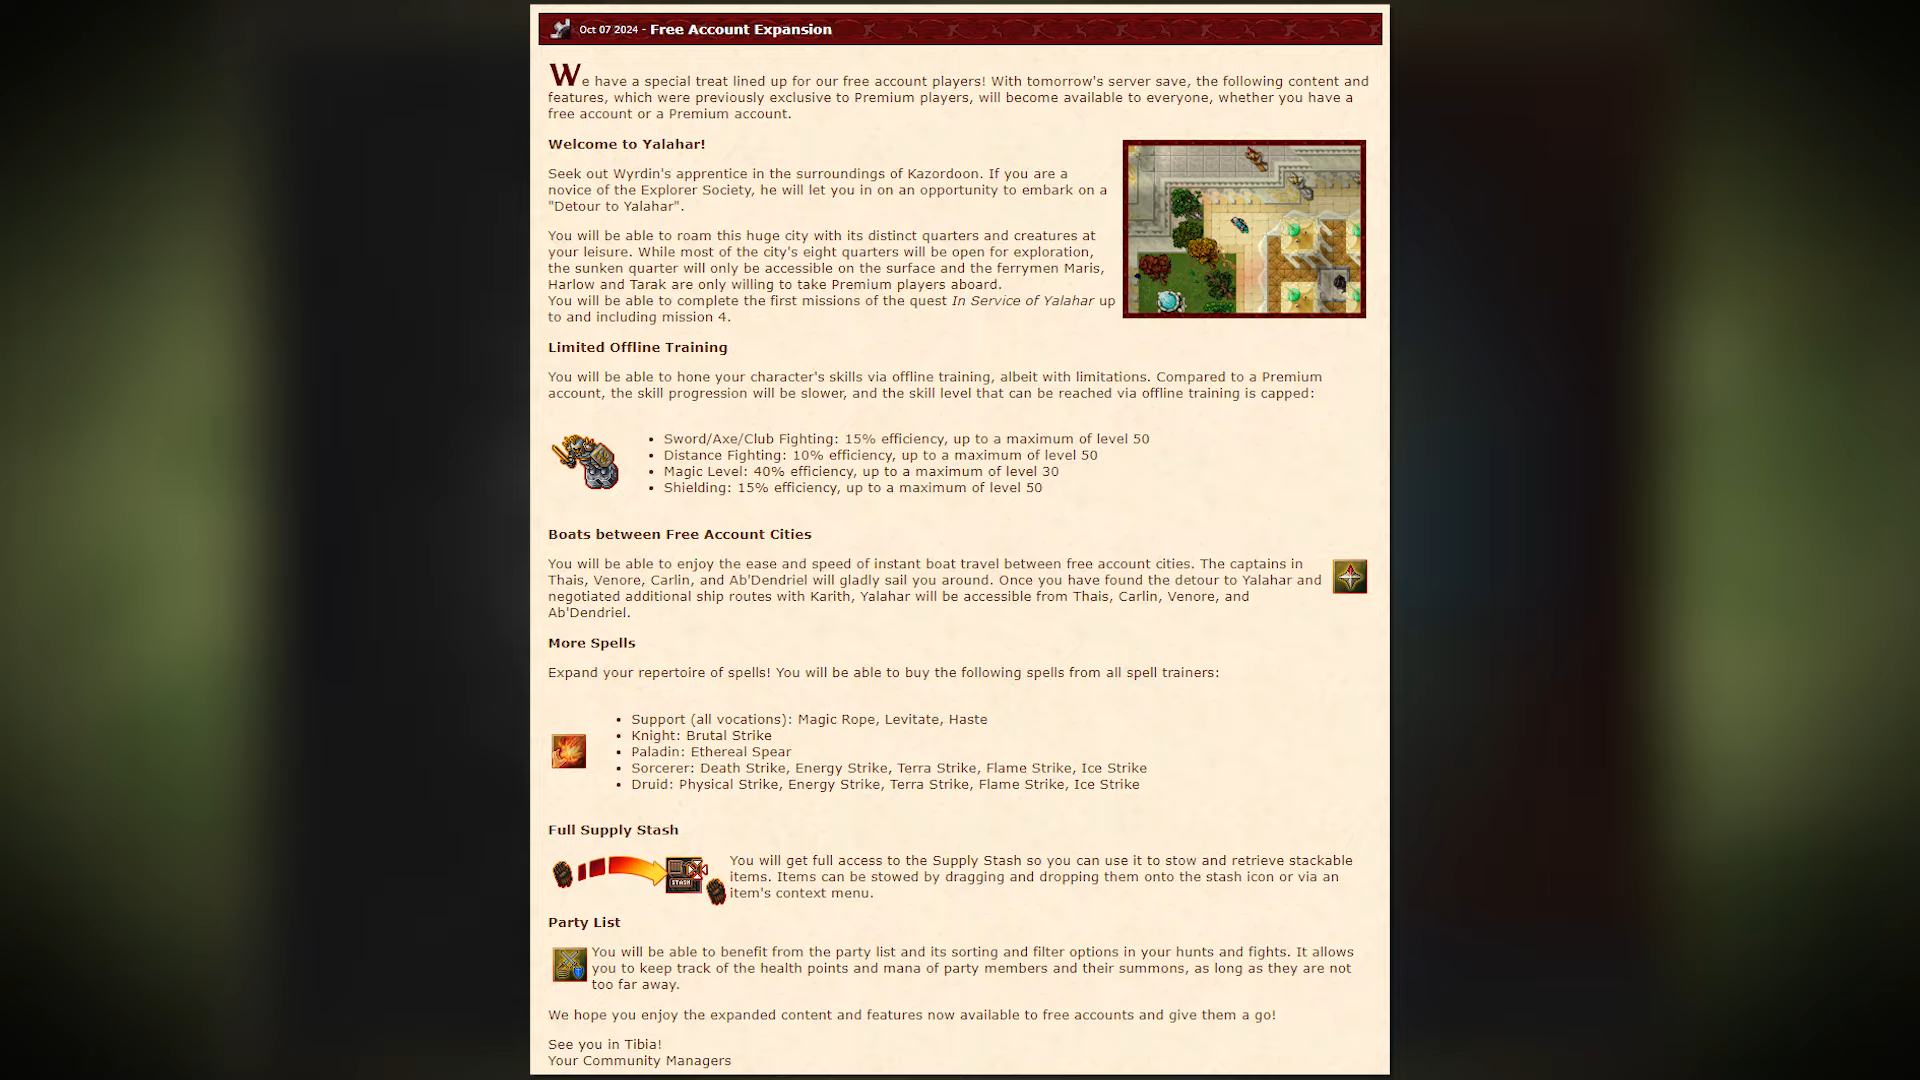 Oct 07 2024 - Free Account Expansion
We have a special treat lined up for our free account players! With tomorrow's server save, the following content and
features, which were previously exclusive to Premium players, will become available to everyone, whether you have a
free account or a Premium account.
Welcome to Yalahar!
Seek out Wyrdin's apprentice in the surroundings of Kazordoon. If you are a
novice of the Explorer Society, he will let you in on an opportunity to embark on a
"Detour to Yalahar".
You will be able to roam this huge city with its distinct quarters and creatures at
your leisure. While most of the city's eight quarters will be open for exploration,
the sunken quarter will only be accessible on the surface and the ferrymen Maris,
Harlow and Tarak are only willing to take Premium players aboard.
You will be able to complete the first missions of the quest In Service of Yalahar up
to and including mission 4.
Limited Offline Training
You will be able to hone your character's skills via offline training, albeit with limitations. Compared to a Premium
account, the skill progression will be slower, and the skill level that can be reached via offline training is capped:
• Sword/Axe/Club Fighting: 15% efficiency, up to a maximum of level 50
• Distance Fighting: 10% efficiency, up to a maximum of level 50
• Magic Level: 40% efficiency, up to a maximum of level 30
• Shielding: 15% efficiency, up to a maximum of level 50
Boats between Free Account Cities
You will be able to enjoy the ease and speed of instant boat travel between free account cities. The captains in
Thais, Venore, Carlin, and Ab'Dendriel will gladly sail you around. Once you have found the detour to Yalahar and
negotiated additional ship routes with Karith, Yalahar will be accessible from Thais, Carlin, Venore, and
Ab'Dendriel.
More Spells
Expand your repertoire of spells! You will be able to buy the following spells from all spell trainers:
• Support (all vocations): Magic Rope, Levitate, Haste
• Knight: Brutal Strike
• Paladin: Ethereal Spear
• Sorcerer: Death Strike, Energy Strike, Terra Strike, Flame Strike, Ice Strike
• Druid: Physical Strike, Energy Strike, Terra Strike, Flame Strike, Ice Strike
Full Supply Stash
STASH
You will get full access to the Supply Stash so you can use it to stow and retrieve stackable
items. Items can be stowed by dragging and dropping them onto the stash icon or via an
item's context menu.
Party List
You will be able to benefit from the party list and its sorting and filter options in your hunts and fights. It allows
you to keep track of the health points and mana of party members and their summons, as long as they are not
too far away.
We hope you enjoy the expanded content and features now available to free accounts and give them a go!
See you in Tibia!
Your Community Managers